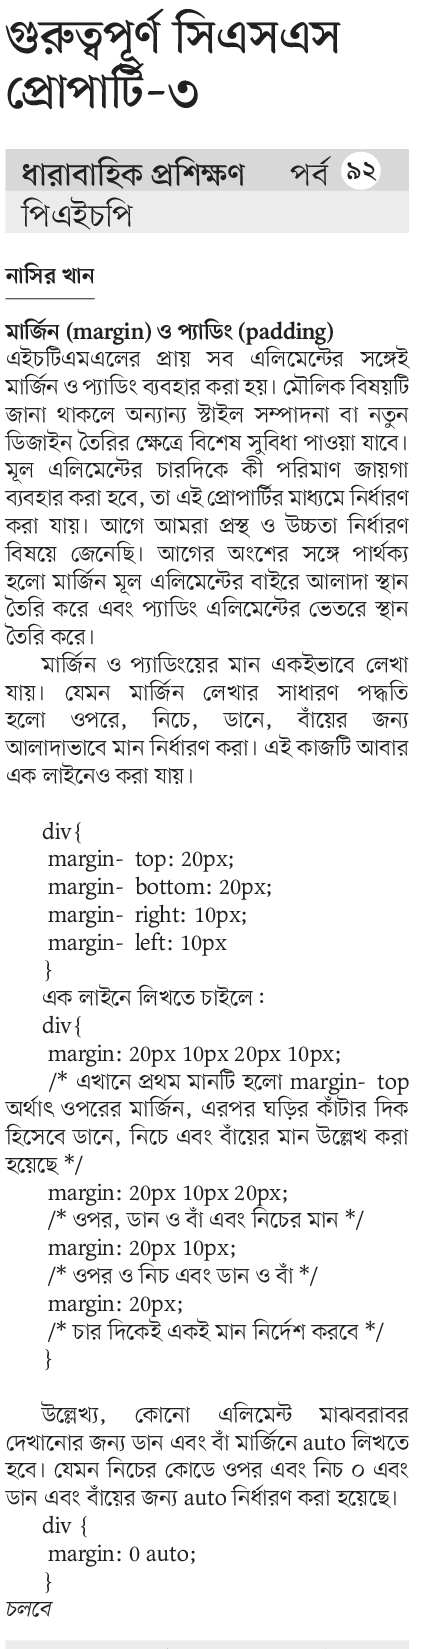 গুরুত্বপূর্ণ সিএসএস
প্রোপার্টি-৩
ধারাবাহিক প্রশিক্ষণ পর্ব ৯২
পিএইচপি
নাসির খান
মার্জিন (margin) ও প্যাডিং (padding)
এইচটিএমএলের প্রায় সব এলিমেন্টের সঙ্গেই
মার্জিন ও প্যাডিং ব্যবহার করা হয়। মৌলিক বিষয়টি
জানা থাকলে অন্যান্য স্টাইল সম্পাদনা বা নতুন
ডিজাইন তৈরির ক্ষেত্রে বিশেষ সুবিধা পাওয়া যাবে।
মূল এলিমেন্টের চারদিকে কী পরিমাণ জায়গা
ব্যবহার করা হবে, তা এই প্রোপার্টির মাধ্যমে নির্ধারণ
করা যায়। আগে আমরা প্রস্থ ও উচ্চতা নির্ধারণ
বিষয়ে জেনেছি। আগের অংশের সঙ্গে পার্থক্য
হলো মার্জিন মূল এলিমেন্টের বাইরে আলাদা স্থান
তৈরি করে এবং প্যাডিং এলিমেন্টের ভেতরে স্থান
তৈরি করে।
মার্জিন ও প্যাডিংয়ের মান একইভাবে লেখা
যায়। যেমন মার্জিন লেখার সাধারণ পদ্ধতি
হলো ওপরে, নিচে, ডানে, বাঁয়ের জন্য
আলাদাভাবে মান নির্ধারণ করা। এই কাজটি আবার
এক লাইনেও করা যায়।
div{
margin- top: 20px;
margin- bottom: 20px;
margin- right: 10px;
margin- left: 10px
}
এক লাইনে লিখতে চাইলে :
div{
margin: 20px 10px 20px 10px;
/* এখানে প্রথম মানটি হলো margin- top
অর্থাৎ ওপরের মার্জিন, এরপর ঘড়ির কাঁটার দিক
হিসেবে ডানে, নিচে এবং বাঁয়ের মান উল্লেখ করা
হয়েছে */
margin: 20px 10px 20px;
/* ওপর, ডান ও বাঁ এবং নিচের মান */
margin: 20px 10px;
/* ওপর ও নিচ এবং ডান ও বাঁ */
margin: 20px;
/* চার দিকেই একই মান নির্দেশ করবে */
}
উল্লেখ্য, কোনো এলিমেন্ট মাঝবরাবর
দেখানোর জন্য ডান এবং বাঁ মার্জিনে auto লিখতে
হবে। যেমন নিচের কোডে ওপর এবং নিচ ০ এবং
ডান এবং বাঁয়ের জন্য auto নির্ধারণ করা হয়েছে।
div {
margin: 0 auto;
}
চলবে